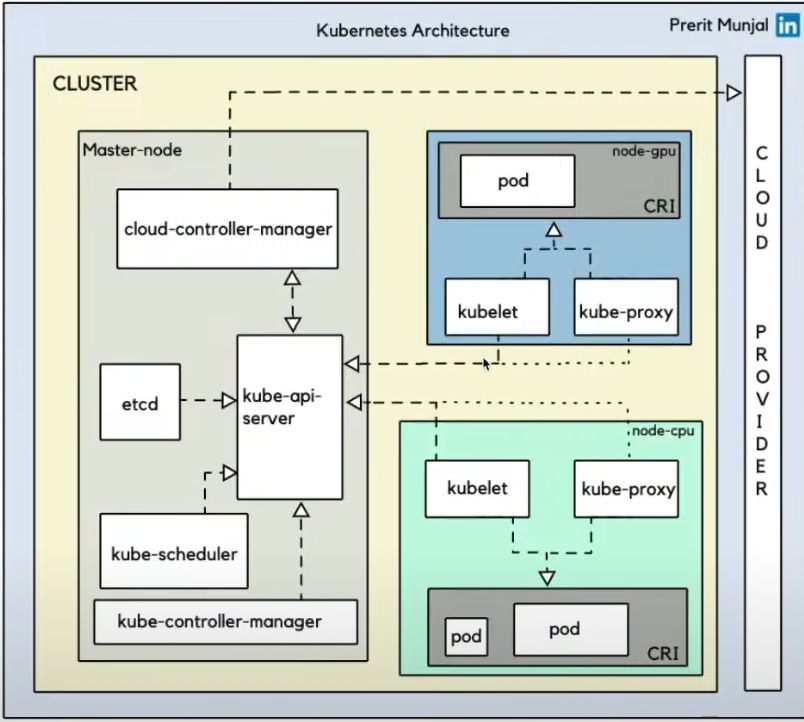 Kubernetes Architecture
Prerit Munjal in
CLUSTER
Master-node
cloud-controller-manager
etcd
kube-api-
server
kube-scheduler
kube-controller-manager
node-gpu
pod
CRI
kubelet
kube-proxy
node-cpu
kubelet
kube-proxy
pod
pod
CRI
CLOUD
PROVIDER